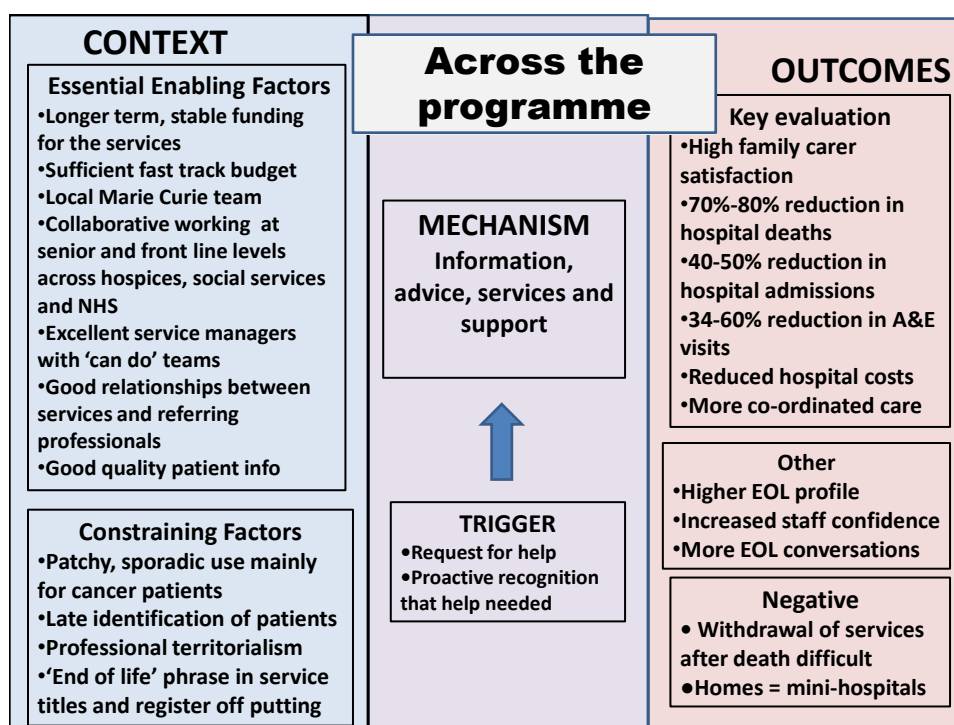 CONTEXT
Essential Enabling Factors
•Longer term, stable funding
for the services
•Sufficient fast track budget
•Local Marie Curie team
•Collaborative working at
senior and front line levels
across hospices, social services
and NHS
•Excellent service managers
with ‘can do’ teams
•Good relationships between
services and referring
professionals
•Good quality patient info
Constraining Factors
•Patchy, sporadic use mainly
for cancer patients
•Late identification of patients
•Professional territorialism
•‘End of life’ phrase in service
titles and register off putting
Across the
programme
MECHANISM
Information,
advice, services and
support
TRIGGER
●Request for help
●Proactive recognition
that help needed
OUTCOMES
Key evaluation
•High family carer
satisfaction
•70%-80% reduction in
hospital deaths
•40-50% reduction in
hospital admissions
•34-60% reduction in A&E
visits
•Reduced hospital costs
•More co-ordinated care
Other
•Higher EOL profile
•Increased staff confidence
•More EOL conversations
Negative
● Withdrawal of services
after death difficult
●Homes = mini-hospitals